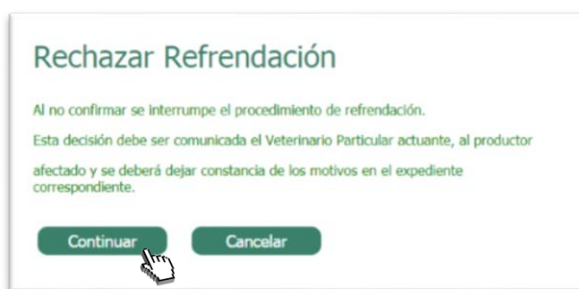 Rechazar Refrendación
Al no confirmar se interrumpe el procedimiento de refrendación.
Esta decisión debe ser comunicada el Veterinario Particular actuante, al productor
afectado y se deberá dejar constancia de los motivos en el expediente
correspondiente.
Continuar Cancelar